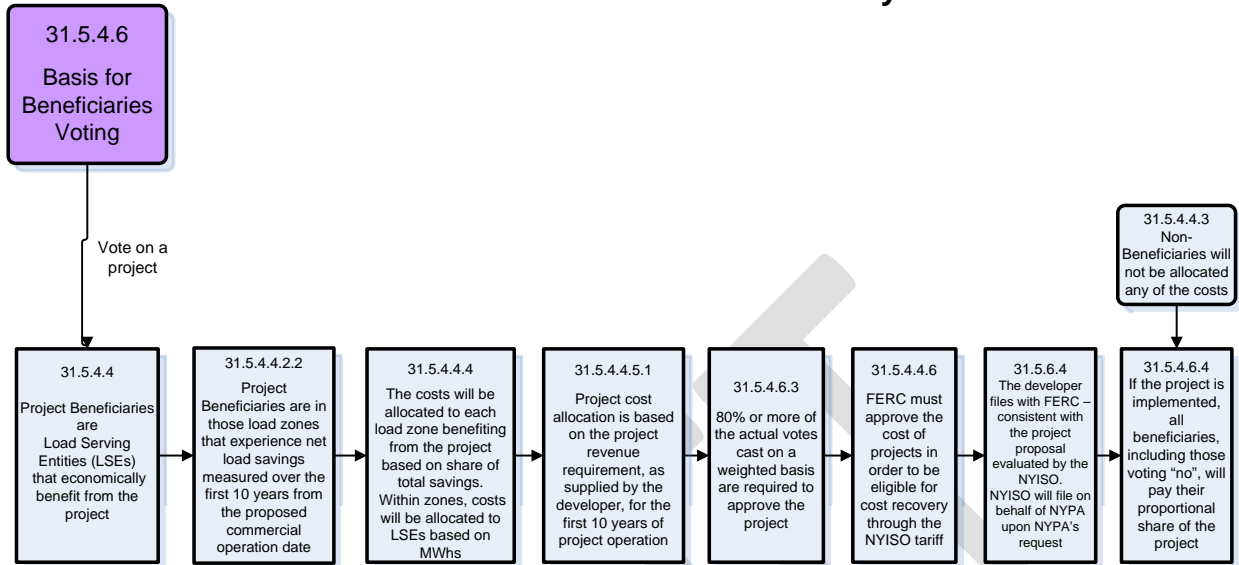 31.5.4.6
Basis for
Beneficiaries
Voting
Vote on a
project
31.5.4.4
Project Beneficiaries
are
Load Serving
Entities (LSEs)
that economically
benefit from the
project
31.5.4.4.2.2
Project
Beneficiaries are in
those load zones
that experience net
load savings
measured over the
first 10 years from
the proposed
commercial
operation date
31.5.4.4.4
The costs will be
allocated to each
load zone benefiting
from the project
based on share of
total savings.
Within zones, costs
will be allocated to
LSEs based on
MWhs
31.5.4.4.5.1
Project cost
allocation is based
on the project
revenue
requirement, as
supplied by the
developer, for the
first 10 years of
project operation
31.5.4.6.3
80% or more of
the actual votes
cast on a
weighted basis
are required to
approve the
project
31.5.4.4.6
FERC must
approve the
cost of
projects in
order to be
eligible for
cost recovery
through the
NYISO tariff
31.5.6.4
The developer
files with FERC –
consistent with
the project
proposal
evaluated by the
NYISO.
NYISO will file on
behalf of NYPA
upon NYPA’s
request
31.5.4.4.3
Non-
Beneficiaries will
not be allocated
any of the costs
31.5.4.6.4
If the project is
implemented,
all
beneficiaries,
including those
voting “no”, will
pay their
proportional
share of the
project